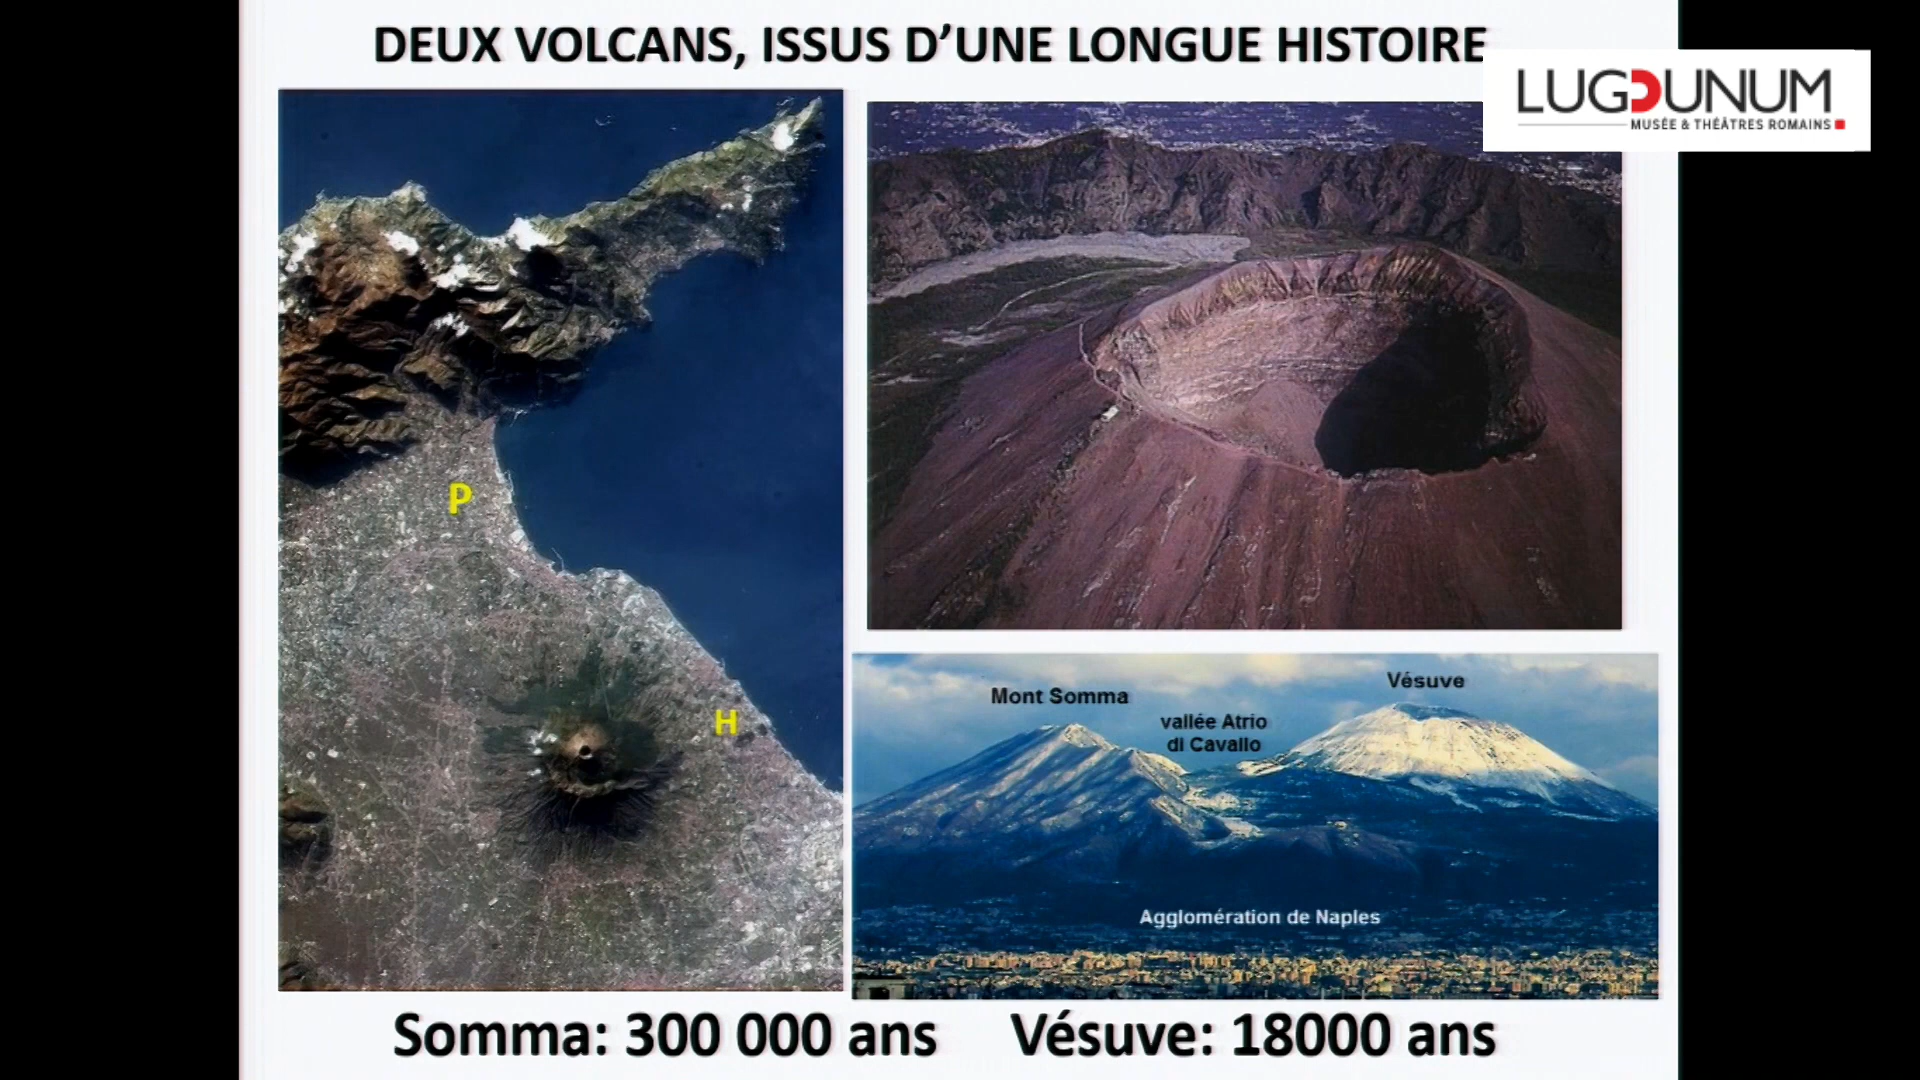 DEUX VOLCANS, ISSUS D'UNE LONGUE HISTOIRE
LUGDUNUM
MUSÉE & THÉÂTRES ROMAINS
P
H
Mont Somma
Vésuve
vallée Atrio
di Cavallo
Agglomération de Naples
Somma: 300 000 ans
Vésuve: 18000 ans